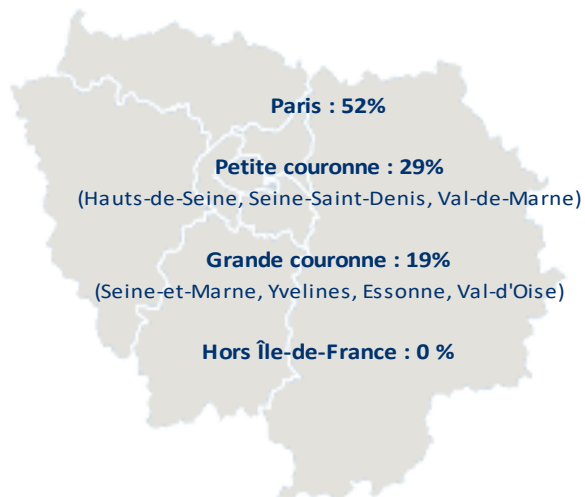 Paris : 52%
Petite couronne : 29%
(Hauts-de-Seine, Seine-Saint-Denis, Val-de-Marne)
Grande couronne : 19%
(Seine-et-Marne, Yvelines, Essonne, Val-d'Oise)
Hors Île-de-France : 0 %